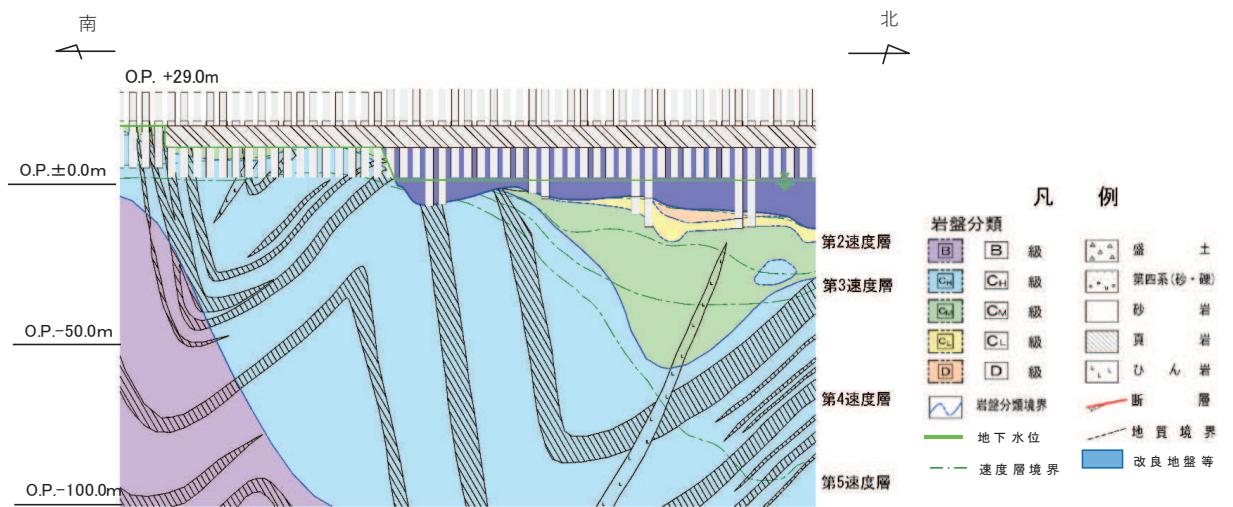 南
北
O.P. +29.0m
O.P.±0.0m
O.P.-50.0m
O.P.-100.0m
第2速度層
第3速度層
第4速度層
第5速度層
凡 例
岩盤分類
B B 級
CH CH 級
CM CM 級
CL CL 級
D D 級
岩盤分類境界
地下水位
速度層境界
盛 土
第四系(砂・礫)
砂 岩
頁 岩
ひん岩
断 層
地質境界
改良地盤等